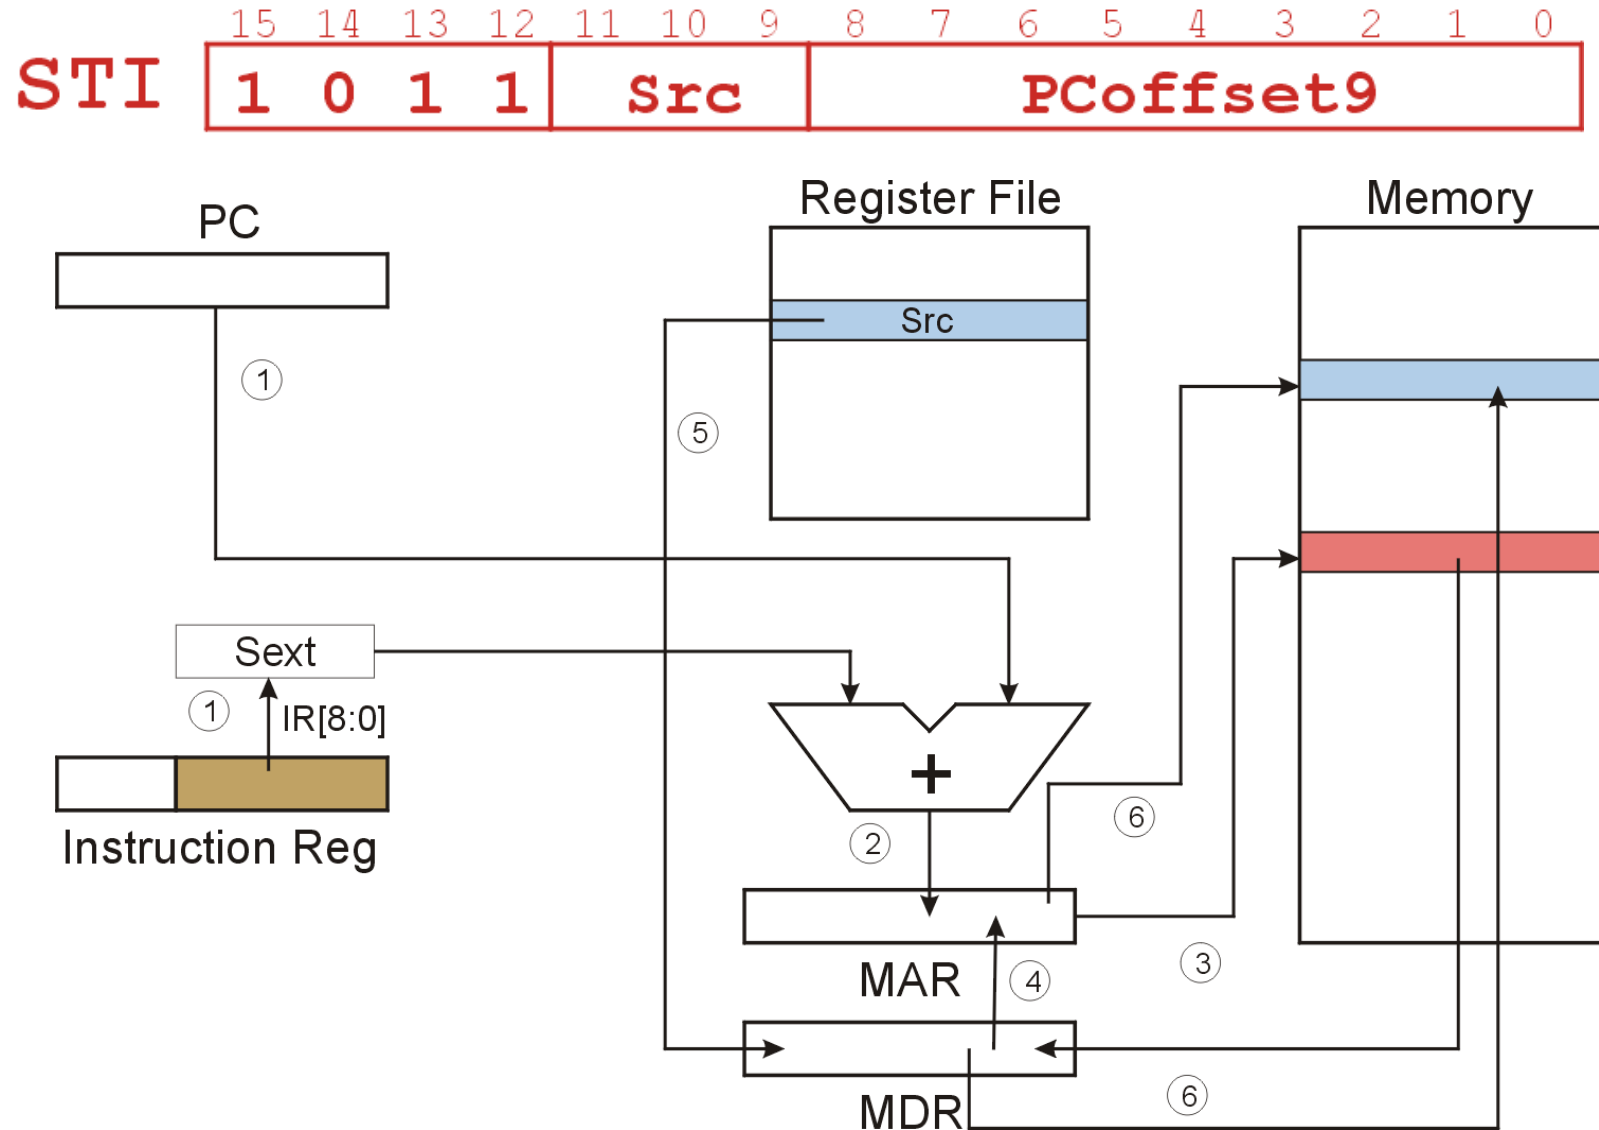 15 14 13 12 11 10 9 8 7 6 5 4 3 2 1 0
STI 1 0 1 1 Src PCoffset9
Register File Memory
PC
Src
1
5
Sext
1 IR[8:0]
+
6
2
Instruction Reg
3
MAR 4
6
MDR